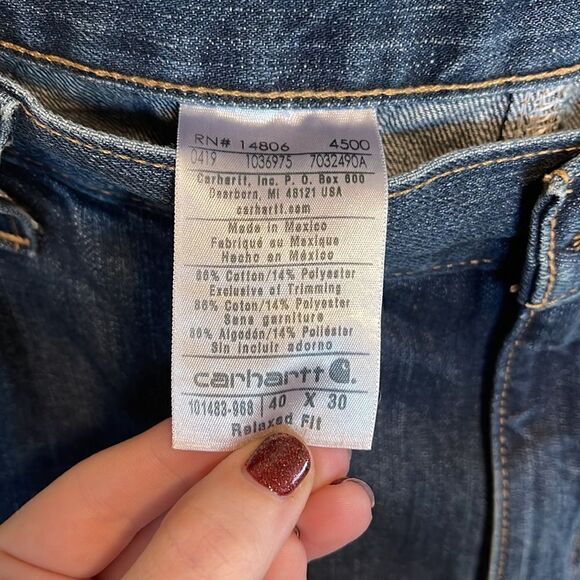 RN# 14806 4500
0419 1036975 7032490A
Carhartt, Inc. P. O. Box 600
Dearborn, MI 48121 USA
carhartt.com
Made in Mexico
Fabriqué au Mexique
Hecho en México
86% Cotton/14% Polyester
Exclusive of Trimming
86% Coton/14% Polyester
Sans garniture
86% Algodón/14% Poliéster
Sin incluir adorno
carhartt
101483-968 40 X 30
Relaxed Fit